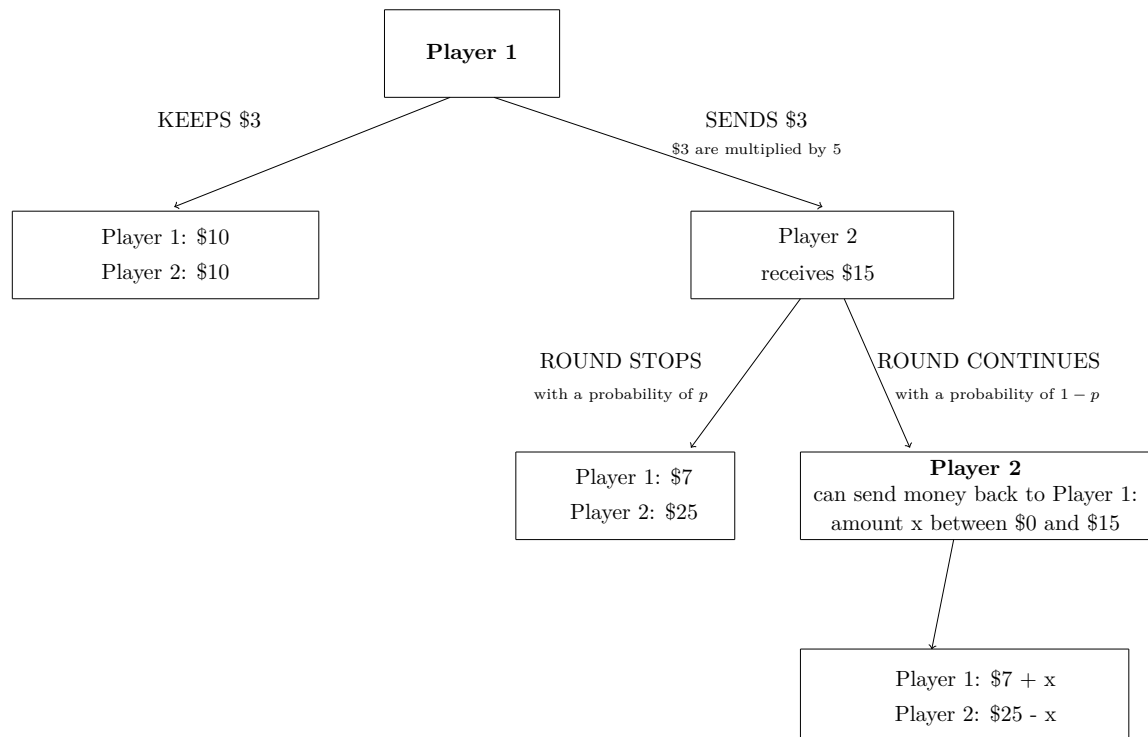 Player 1
KEEPS $3
SENDS $3
$3 are multiplied by 5
Player 1: $10
Player 2: $10
Player 2
receives $15
ROUND STOPS
with a probability of p
ROUND CONTINUES
with a probability of 1 − p
Player 1: $7
Player 2: $25
Player 2
can send money back to Player 1:
amount x between $0 and $15
Player 1: $7 + x
Player 2: $25 - x